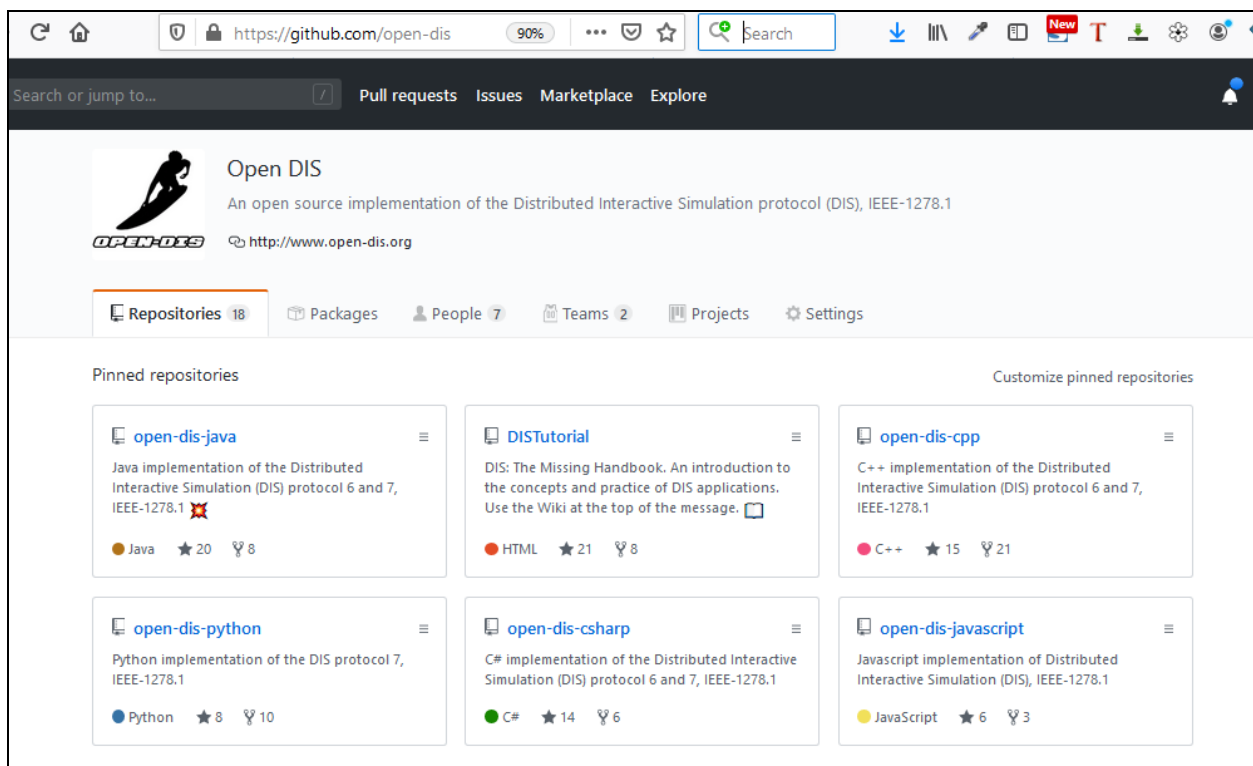 https://github.com/open-dis 90% Search New T
Search or jump to... / Pull requests Issues Marketplace Explore
OPEN-DIS
Open DIS
An open source implementation of the Distributed Interactive Simulation protocol (DIS), IEEE-1278.1
http://www.open-dis.org
Repositories 18 Packages People 7 Teams 2 Projects Settings
Pinned repositories Customize pinned repositories
open-dis-java
Java implementation of the Distributed
Interactive Simulation (DIS) protocol 6 and 7,
IEEE-1278.1
Java 20 8
DISTutorial
DIS: The Missing Handbook. An introduction to
the concepts and practice of DIS applications.
Use the Wiki at the top of the message.
HTML 21 8
open-dis-cpp
C++ implementation of the Distributed
Interactive Simulation (DIS) protocol 6 and 7,
IEEE-1278.1
C++ 15 21
open-dis-python
Python implementation of the DIS protocol 7,
IEEE-1278.1
Python 8 10
open-dis-csharp
C# implementation of the Distributed Interactive
Simulation (DIS) protocol 6 and 7, IEEE-1278.1
C# 14 6
open-dis-javascript
Javascript implementation of Distributed
Interactive Simulation (DIS), IEEE-1278.1
JavaScript 6 3